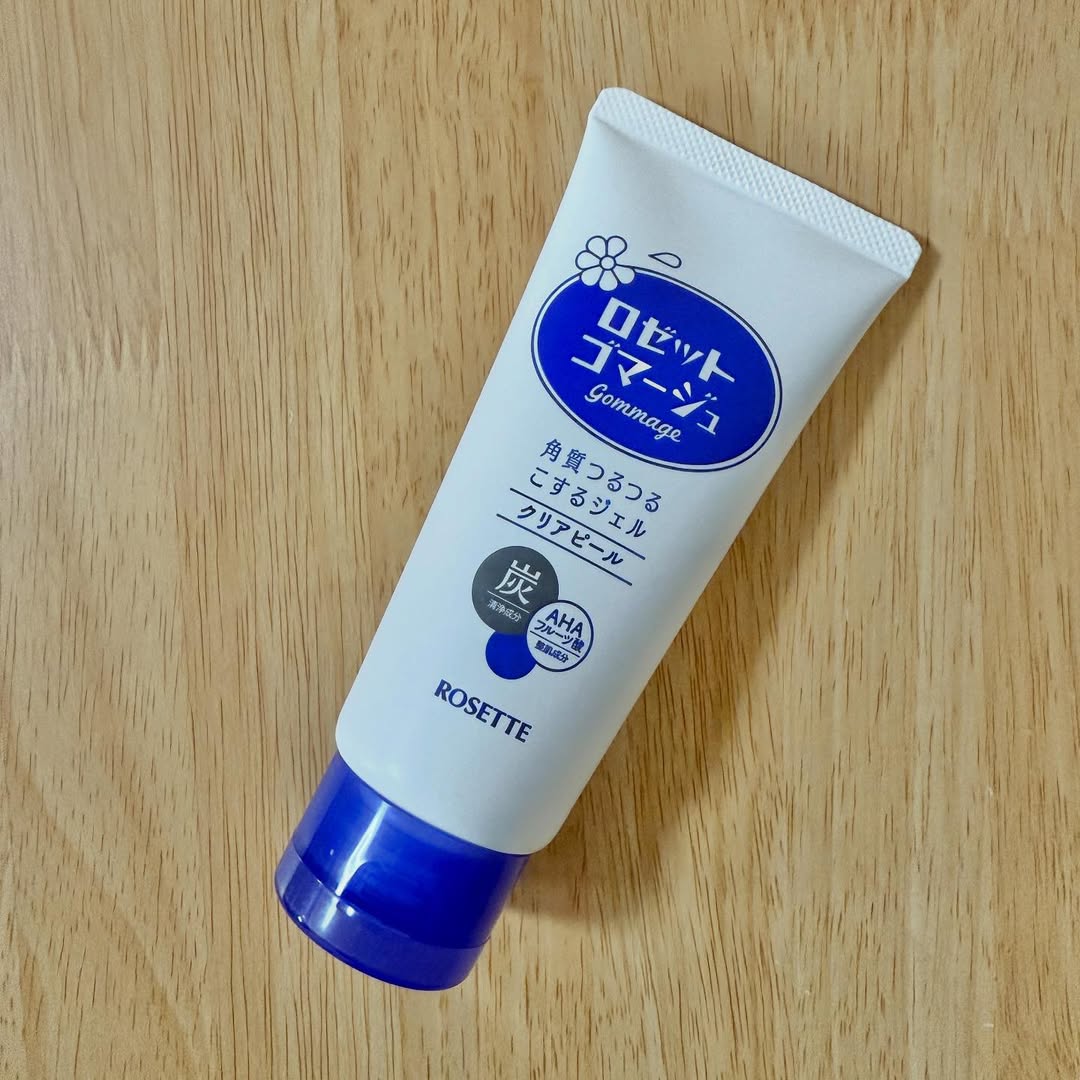 ロゼット
ゴマージュ
Gommage
角質つるつる
こするジェル
クリアピール
炭
清浄成分
AHA
フルーツ酸
整肌成分
ROSETTE